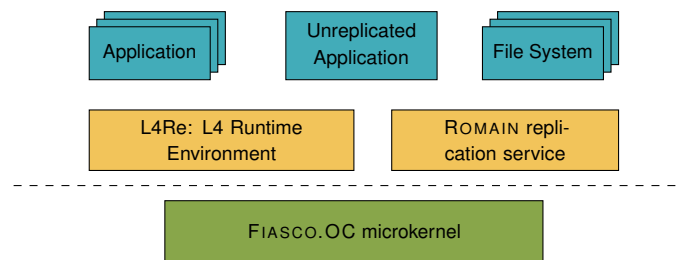 Application
Unreplicated
Application
File System
L4Re: L4 Runtime
Environment
ROMAIN repli-
cation service
FIASCO.OC microkernel